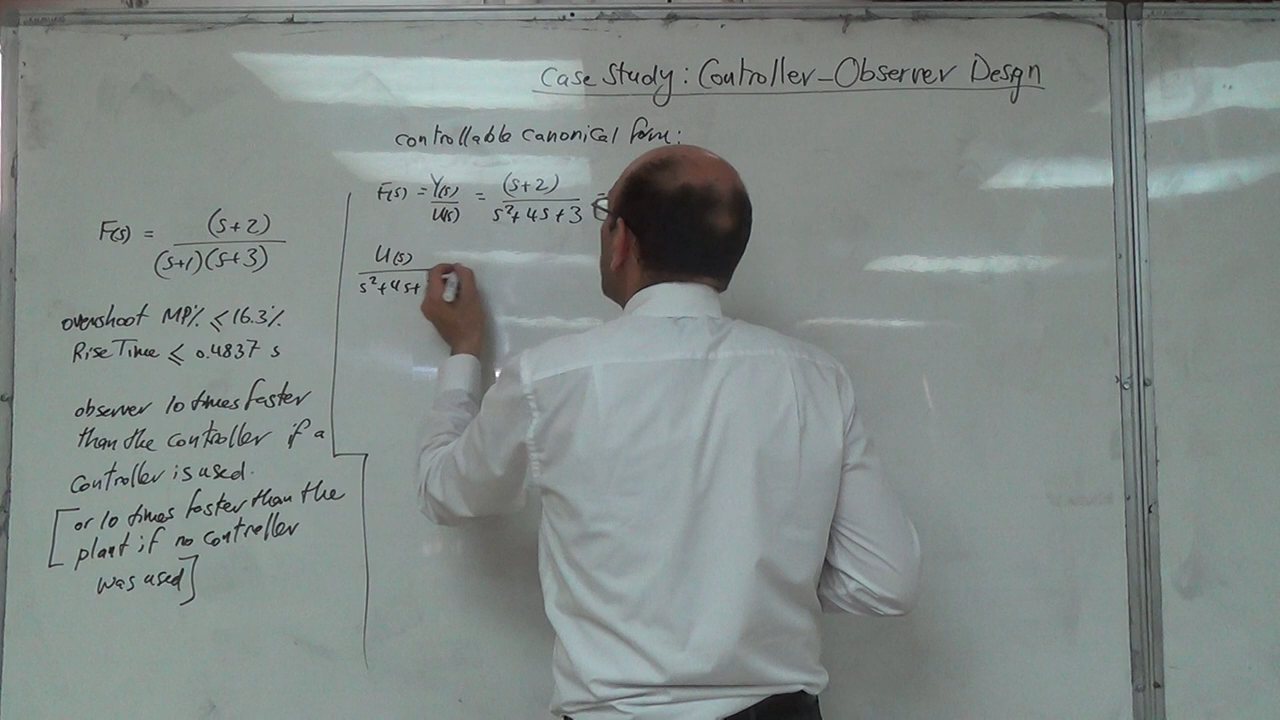 Case Study: Controller-Observer Desgn
controllable canonical form:
F(s) = Y(s)/U(s) = (s+2)/s²+4s+3 =
U(s)/s²+4s+
F(s) = (s+2)/(s+1)(s+3)
overshoot MP% ≤ 16.3%
Rise Time ≤ 0.4837 s
observer 10 times faster
than the controller if a
controller is used.
[or 10 times faster than the
plant if no controller
was used]